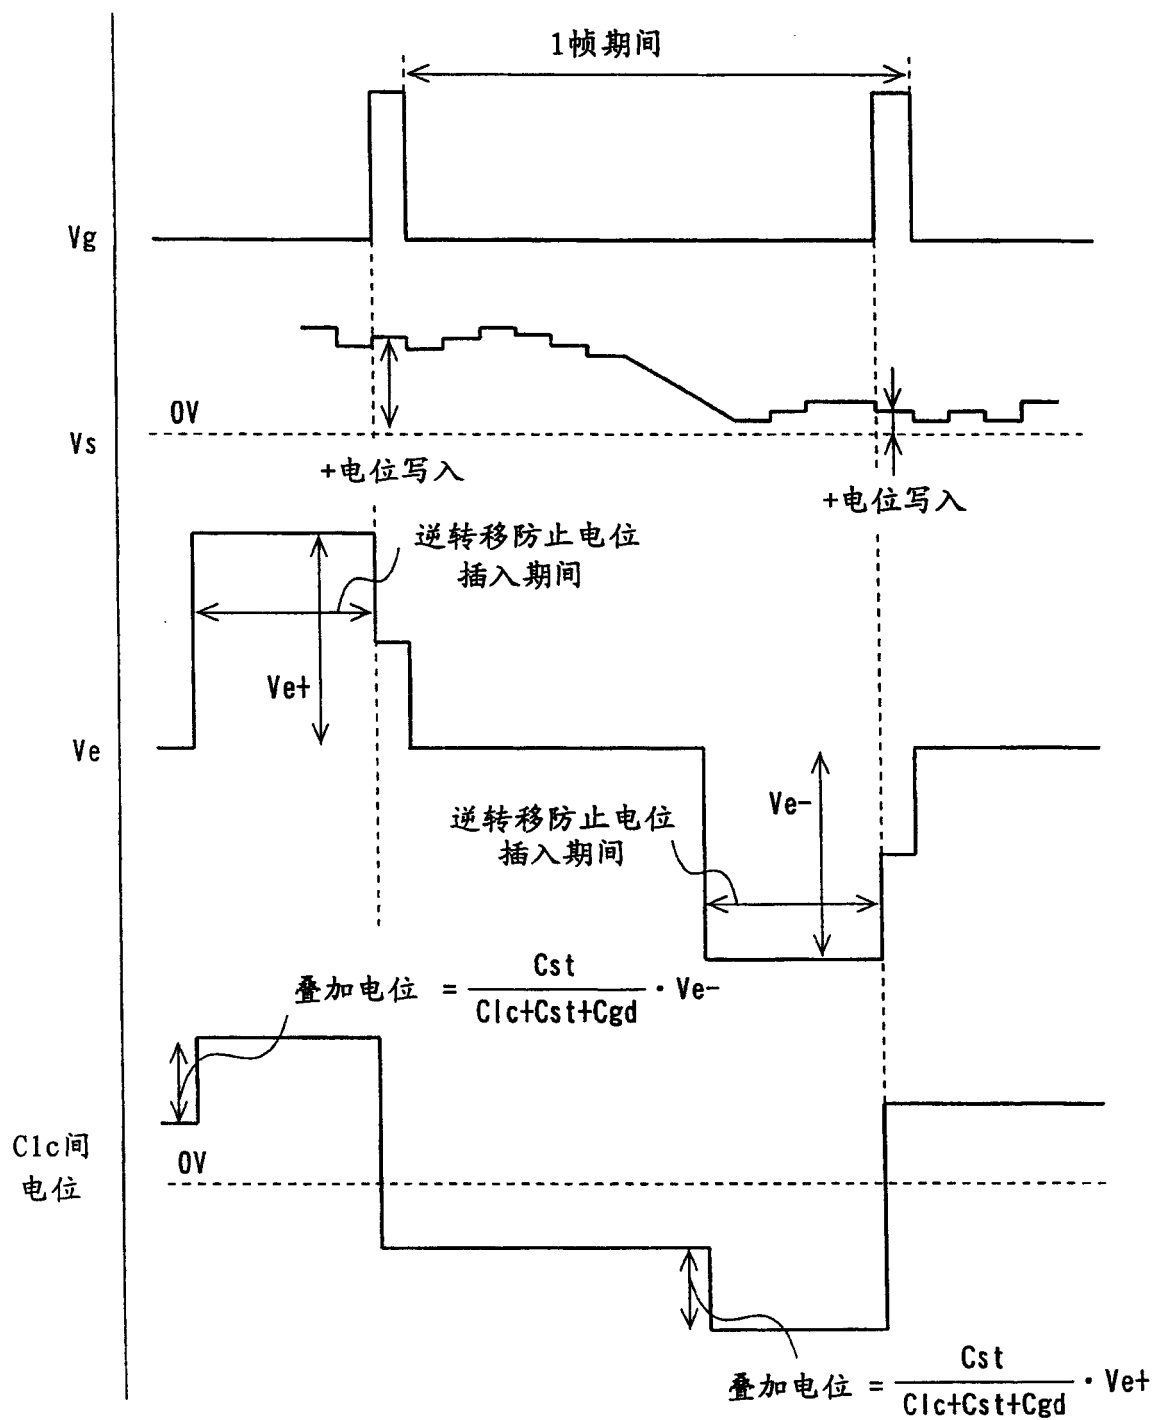 1帧期间
Vg
0V
Vs
+电位写入
+电位写入
逆转移防止电位
插入期间
Ve+
Ve
Ve-
逆转移防止电位
插入期间
叠加电位 = Cst / Clc+Cst+Cgd · Ve-
Clc间
电位
0V
叠加电位 = Cst / Clc+Cst+Cgd · Ve+